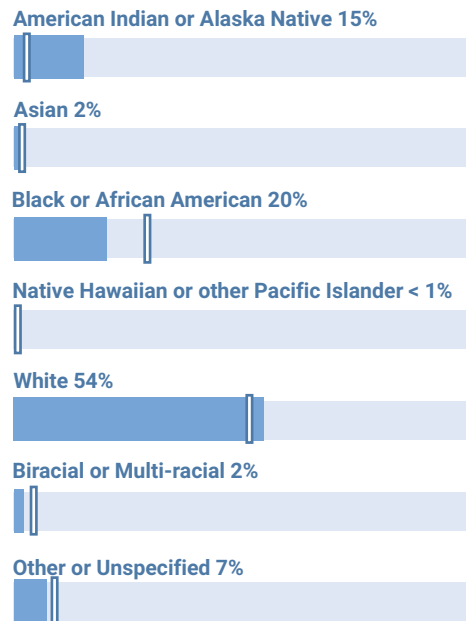 American Indian or Alaska Native 15%
Asian 2%
Black or African American 20%
Native Hawaiian or other Pacific Islander < 1%
White 54%
Biracial or Multi-racial 2%
Other or Unspecified 7%